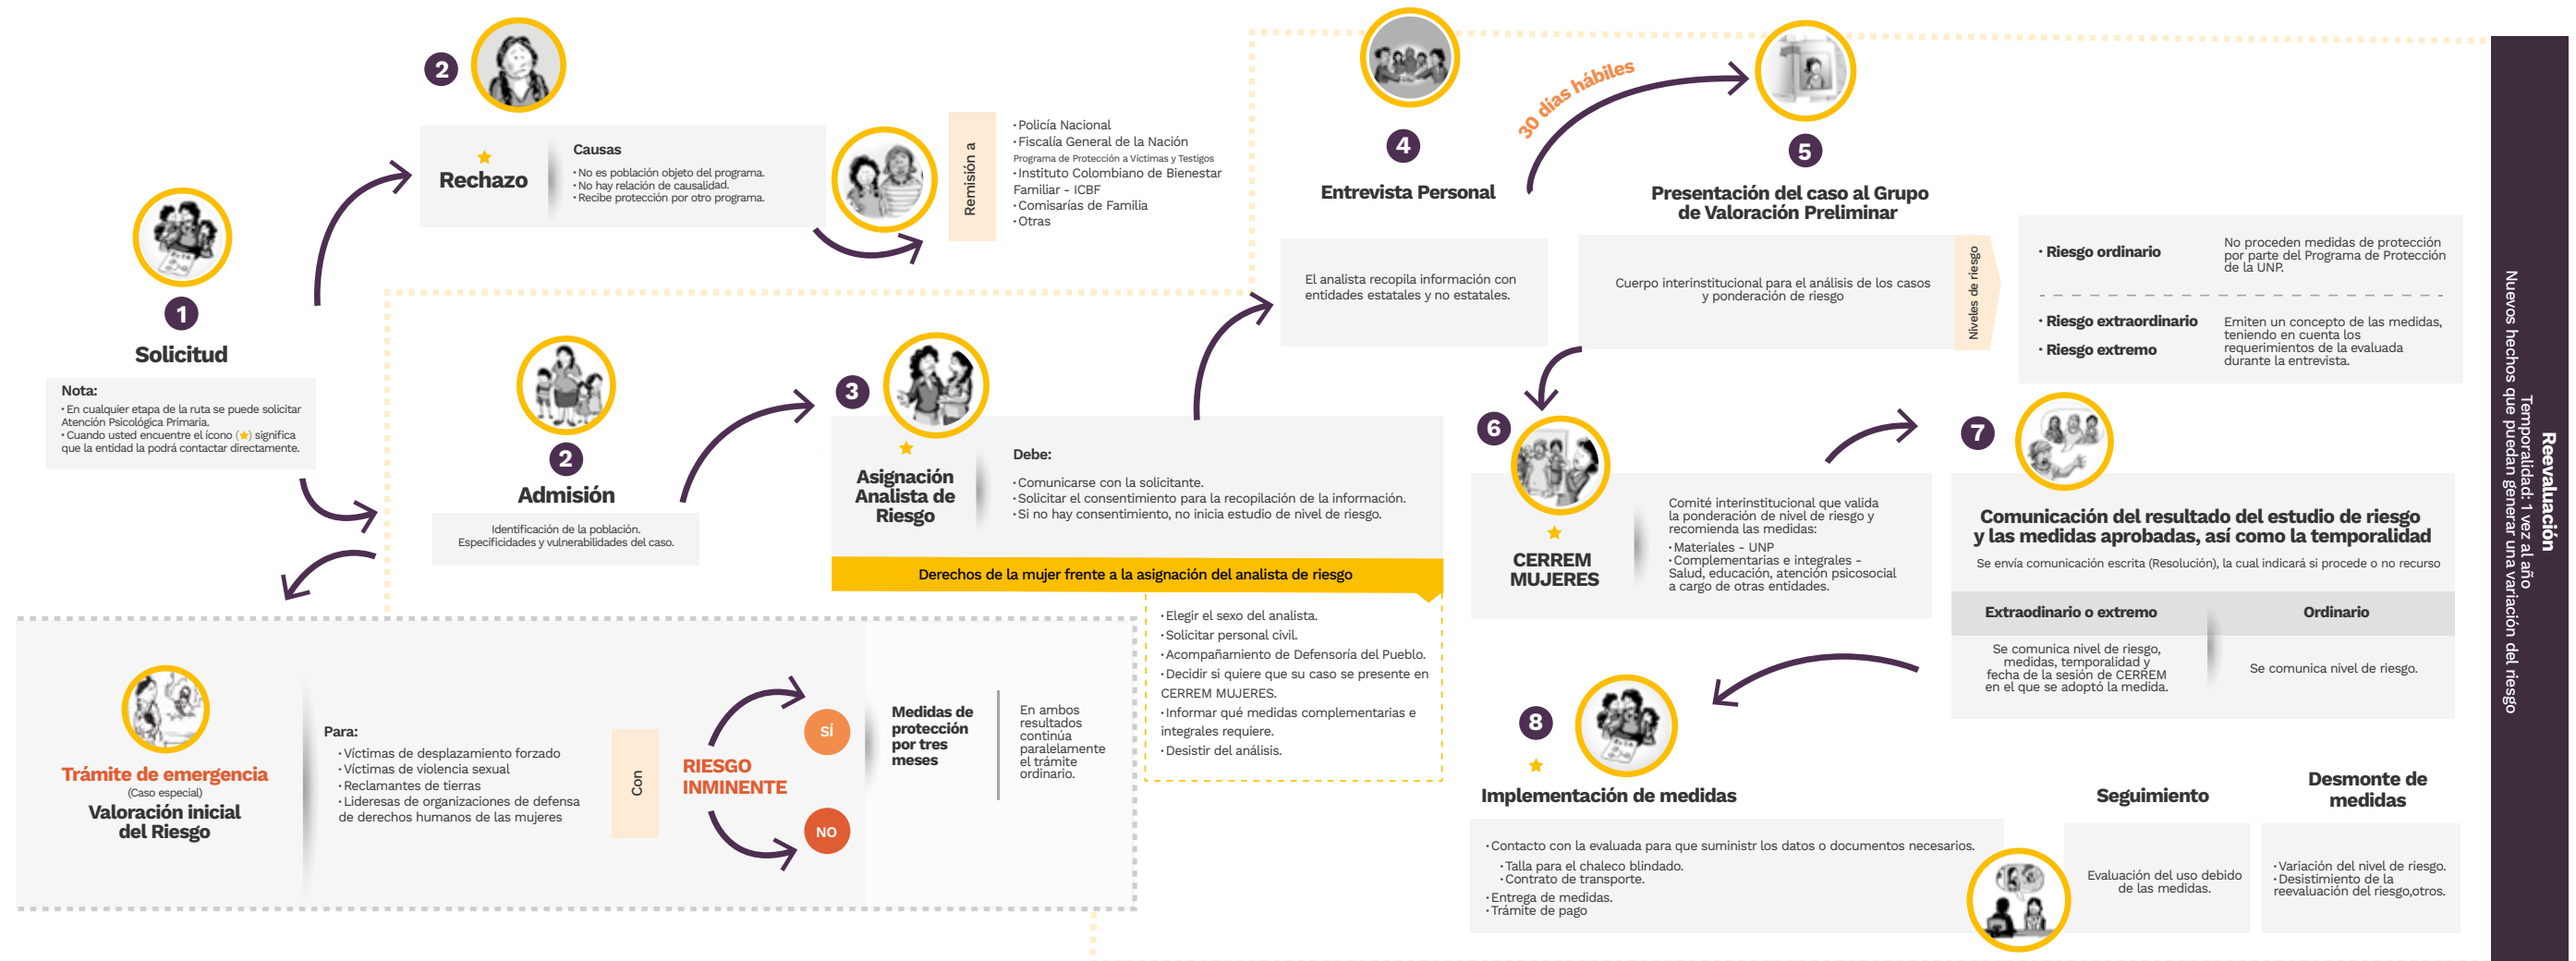 1
Solicitud
Nota:
· En cualquier etapa de la ruta se puede solicitar
Atención Psicológica Primaria.
· Cuando usted encuentre el ícono (★) significa
que la entidad la podrá contactar directamente.
2
Rechazo
Causas
· No es población objeto del programa.
· No hay relación de causalidad.
· Recibe protección por otro programa.
Remisión a
· Policía Nacional
· Fiscalía General de la Nación
Programa de Protección a Víctimas y Testigos
· Instituto Colombiano de Bienestar
Familiar - ICBF
· Comisarías de Familia
· Otras
2
Admisión
Identificación de la población.
Especificidades y vulnerabilidades del caso.
3
Asignación
Analista de
Riesgo
Debe:
· Comunicarse con la solicitante.
· Solicitar el consentimiento para la recopilación de la información.
· Si no hay consentimiento, no inicia estudio de nivel de riesgo.
Derechos de la mujer frente a la asignación del analista de riesgo
· Elegir el sexo del analista.
· Solicitar personal civil.
· Acompañamiento de Defensoría del Pueblo.
· Decidir si quiere que su caso se presente en
CERREM MUJERES.
· Informar qué medidas complementarias e
integrales requiere.
· Desistir del análisis.
Trámite de emergencia
(Caso especial)
Valoración inicial
del Riesgo
Para:
· Víctimas de desplazamiento forzado
· Víctimas de violencia sexual
· Reclamantes de tierras
· Lideresas de organizaciones de defensa
de derechos humanos de las mujeres
Con
RIESGO
INMINENTE
SÍ
NO
Medidas de
protección
por tres
meses
En ambos
resultados
continúa
paralelamente
el trámite
ordinario.
4
Entrevista Personal
El analista recopila información con
entidades estatales y no estatales.
30 días hábiles
5
Presentación del caso al Grupo
de Valoración Preliminar
Cuerpo interinstitucional para el análisis de los casos
y ponderación de riesgo
Niveles de riesgo
· Riesgo ordinario
No proceden medidas de protección
por parte del Programa de Protección
de la UNP.
· Riesgo extraordinario
· Riesgo extremo
Emiten un concepto de las medidas,
teniendo en cuenta los
requerimientos de la evaluada
durante la entrevista.
6
CERREM
MUJERES
Comité interinstitucional que valida
la ponderación de nivel de riesgo y
recomienda las medidas:
· Materiales - UNP
· Complementarias e integrales -
Salud, educación, atención psicosocial
a cargo de otras entidades.
7
Comunicación del resultado del estudio de riesgo
y las medidas aprobadas, así como la temporalidad
Se envía comunicación escrita (Resolución), la cual indicará si procede o no recurso
Extraodinario o extremo
Ordinario
Se comunica nivel de riesgo,
medidas, temporalidad y
fecha de la sesión de CERREM
en el que se adoptó la medida.
Se comunica nivel de riesgo.
8
Implementación de medidas
· Contacto con la evaluada para que suministr los datos o documentos necesarios.
· Talla para el chaleco blindado.
· Contrato de transporte.
· Entrega de medidas.
· Trámite de pago
Seguimiento
Evaluación del uso debido
de las medidas.
Desmonte de
medidas
· Variación del nivel de riesgo.
· Desistimiento de la
reevaluación del riesgo,otros.
Reevaluación
Temporalidad: 1 vez al año
Nuevos hechos que puedan generar una variación del riesgo